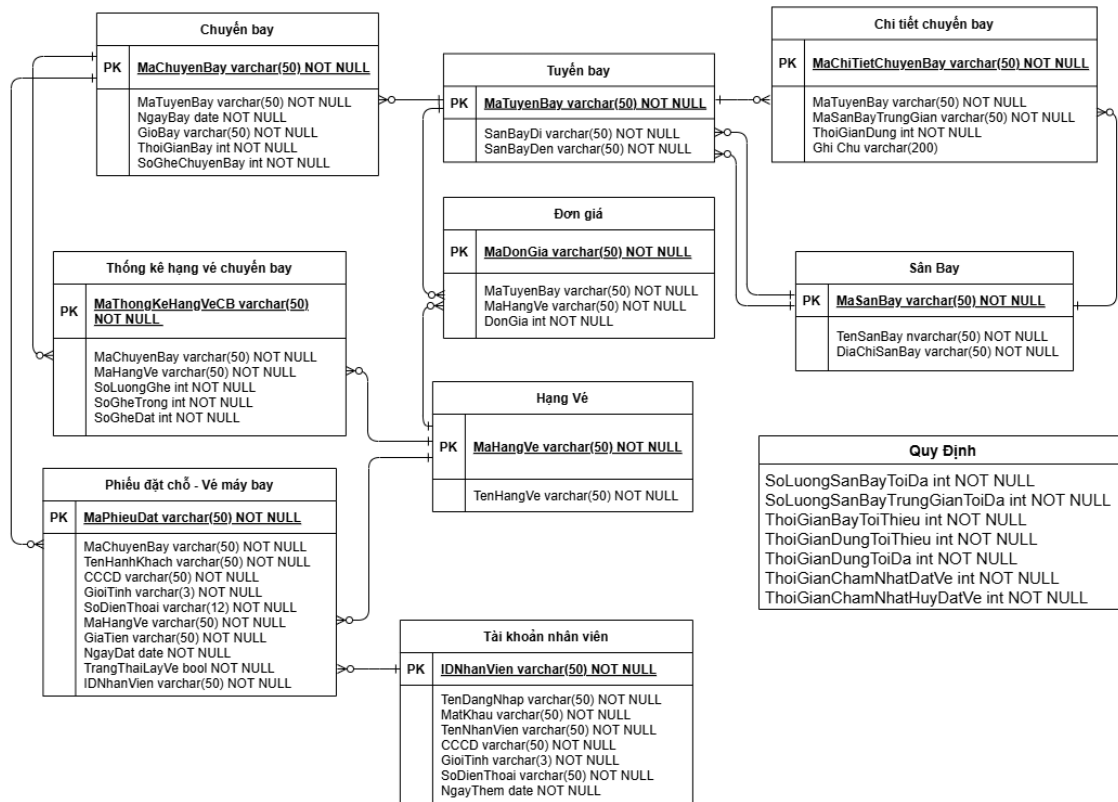 Chuyến bay
PK MaChuyenBay varchar(50) NOT NULL
MaTuyenBay varchar(50) NOT NULL
NgayBay date NOT NULL
GioBay varchar(50) NOT NULL
ThoiGianBay int NOT NULL
SoGheChuyenBay int NOT NULL
Tuyến bay
PK MaTuyenBay varchar(50) NOT NULL
SanBayDi varchar(50) NOT NULL
SanBayDen varchar(50) NOT NULL
Chi tiết chuyến bay
PK MaChiTietChuyenBay varchar(50) NOT NULL
MaTuyenBay varchar(50) NOT NULL
MaSanBayTrungGian varchar(50) NOT NULL
ThoiGianDung int NOT NULL
Ghi Chu varchar(200)
Đơn giá
PK MaDonGia varchar(50) NOT NULL
MaTuyenBay varchar(50) NOT NULL
MaHangVe varchar(50) NOT NULL
DonGia int NOT NULL
Thống kê hạng vé chuyến bay
PK MaThongKeHangVeCB varchar(50)
NOT NULL
MaChuyenBay varchar(50) NOT NULL
MaHangVe varchar(50) NOT NULL
SoLuongGhe int NOT NULL
SoGheTrong int NOT NULL
SoGheDat int NOT NULL
Sân Bay
PK MaSanBay varchar(50) NOT NULL
TenSanBay nvarchar(50) NOT NULL
DiaChiSanBay varchar(50) NOT NULL
Hạng Vé
PK MaHangVe varchar(50) NOT NULL
TenHangVe varchar(50) NOT NULL
Quy Định
SoLuongSanBayToiDa int NOT NULL
SoLuongSanBayTrungGianToiDa int NOT NULL
ThoiGianBayToiThieu int NOT NULL
ThoiGianDungToiThieu int NOT NULL
ThoiGianDungToiDa int NOT NULL
ThoiGianChamNhatDatVe int NOT NULL
ThoiGianChamNhatHuyDatVe int NOT NULL
Phiếu đặt chỗ - Vé máy bay
PK MaPhieuDat varchar(50) NOT NULL
MaChuyenBay varchar(50) NOT NULL
TenHanhKhach varchar(50) NOT NULL
CCCD varchar(50) NOT NULL
GioiTinh varchar(3) NOT NULL
SoDienThoai varchar(12) NOT NULL
MaHangVe varchar(50) NOT NULL
GiaTien varchar(50) NOT NULL
NgayDat date NOT NULL
TrangThaiLayVe bool NOT NULL
IDNhanVien varchar(50) NOT NULL
Tài khoản nhân viên
PK IDNhanVien varchar(50) NOT NULL
TenDangNhap varchar(50) NOT NULL
MatKhau varchar(50) NOT NULL
TenNhanVien varchar(50) NOT NULL
CCCD varchar(50) NOT NULL
GioiTinh varchar(3) NOT NULL
SoDienThoai varchar(50) NOT NULL
NgayThem date NOT NULL